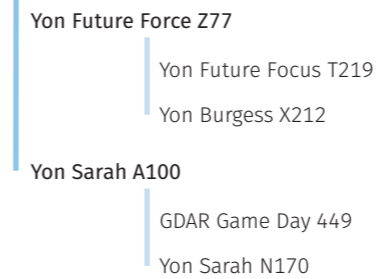 Yon Future Force Z77
Yon Future Focus T219
Yon Burgess X212
Yon Sarah A100
GDAR Game Day 449
Yon Sarah N170